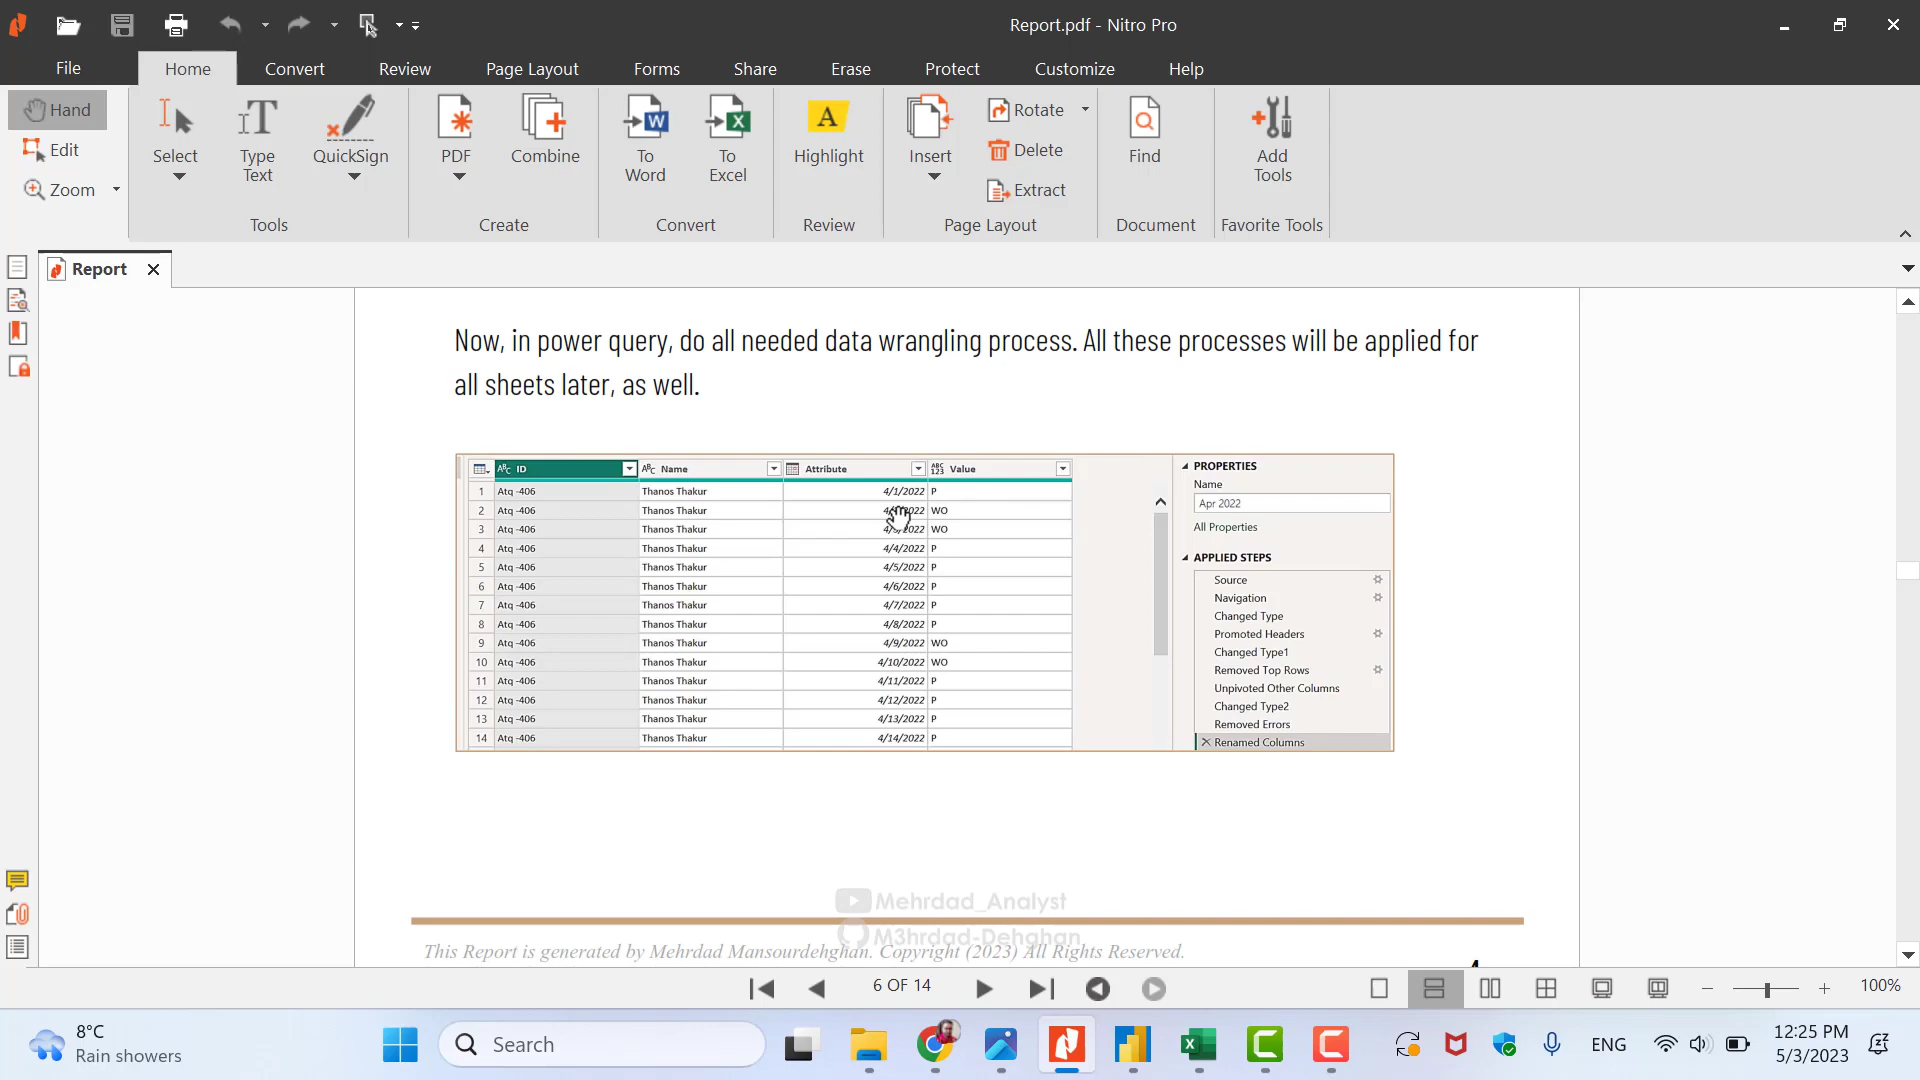 Report.pdf - Nitro Pro
File
Home
Convert
Review
Page Layout
Forms
Share
Erase
Protect
Customize
Help
Hand
Edit
Zoom
Select
Type Text
QuickSign
PDF
Combine
To Word
To Excel
Highlight
Insert
Rotate
Delete
Extract
Find
Add Tools
Tools
Create
Convert
Review
Page Layout
Document
Favorite Tools
Report
Now, in power query, do all needed data wrangling process. All these processes will be applied for
all sheets later, as well.
ABC ID ABC Name Attribute ABC 123 Value
1 Atq -406 Thanos Thakur 4/1/2022 P
2 Atq -406 Thanos Thakur WO
3 Atq -406 Thanos Thakur WO
4 Atq -406 Thanos Thakur 4/4/2022 P
5 Atq -406 Thanos Thakur 4/5/2022 P
6 Atq -406 Thanos Thakur 4/6/2022 P
7 Atq -406 Thanos Thakur 4/7/2022 P
8 Atq -406 Thanos Thakur 4/8/2022 P
9 Atq -406 Thanos Thakur 4/9/2022 WO
10 Atq -406 Thanos Thakur 4/10/2022 WO
11 Atq -406 Thanos Thakur 4/11/2022 P
12 Atq -406 Thanos Thakur 4/12/2022 P
13 Atq -406 Thanos Thakur 4/13/2022 P
14 Atq -406 Thanos Thakur 4/14/2022 P
PROPERTIES
Name
Apr 2022
All Properties
APPLIED STEPS
Source
Navigation
Changed Type
Promoted Headers
Changed Type1
Removed Top Rows
Unpivoted Other Columns
Changed Type2
Removed Errors
Renamed Columns
Mehrdad_Analyst
M3hrdad-Dehghan
This Report is generated by Mehrdad Mansourdehghan. Copyright (2023) All Rights Reserved.
6 OF 14
100%
8°C
Rain showers
Search
ENG
12:25 PM
5/3/2023